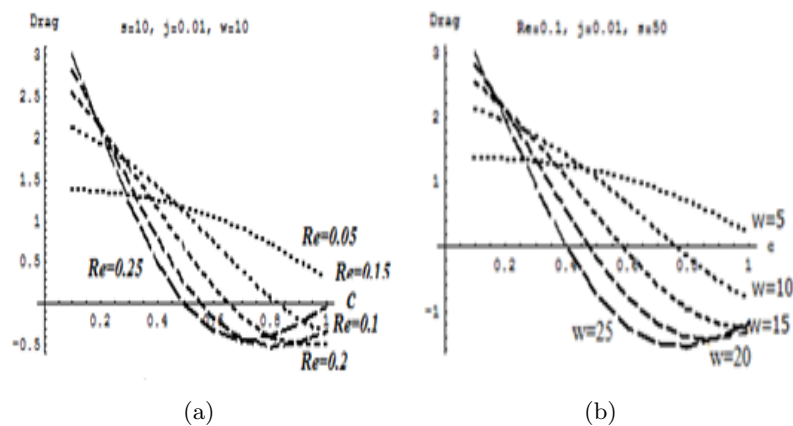 Drag
s=10, j=0.01, w=10
3
2.5
2
1.5
1
0.5
-0.5
0.2
0.4
0.6
0.8
1
C
Re=0.05
Re=0.15
Re=0.1
Re=0.2
Re=0.25
(a)
Drag
Re=0.1, j=0.01, s=50
3
2
1
-1
0.2
0.4
0.6
0.8
1
c
w=5
w=10
w=15
w=20
w=25
(b)